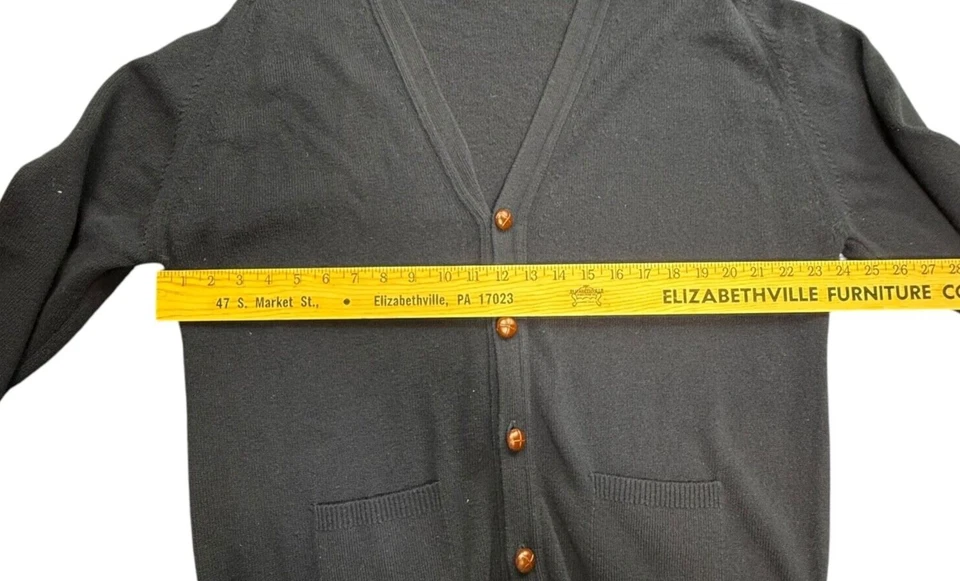 1 2 3 4 5 6 7 8 9 10 11 12 13 14 15 16 17 18 19 20 21 22 23 24 25 26 27 28
47 S. Market St., • Elizabethville, PA 17023 ELIZABETHVILLE FURNITURE CO